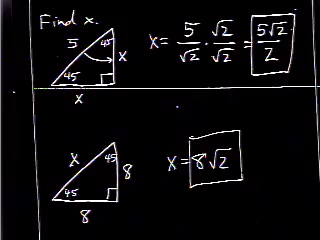 Find x.
5 45 x
45
x
x = 5/√2 · √2/√2 = 5√2/2
x 45 8
45
8
x = 8√2